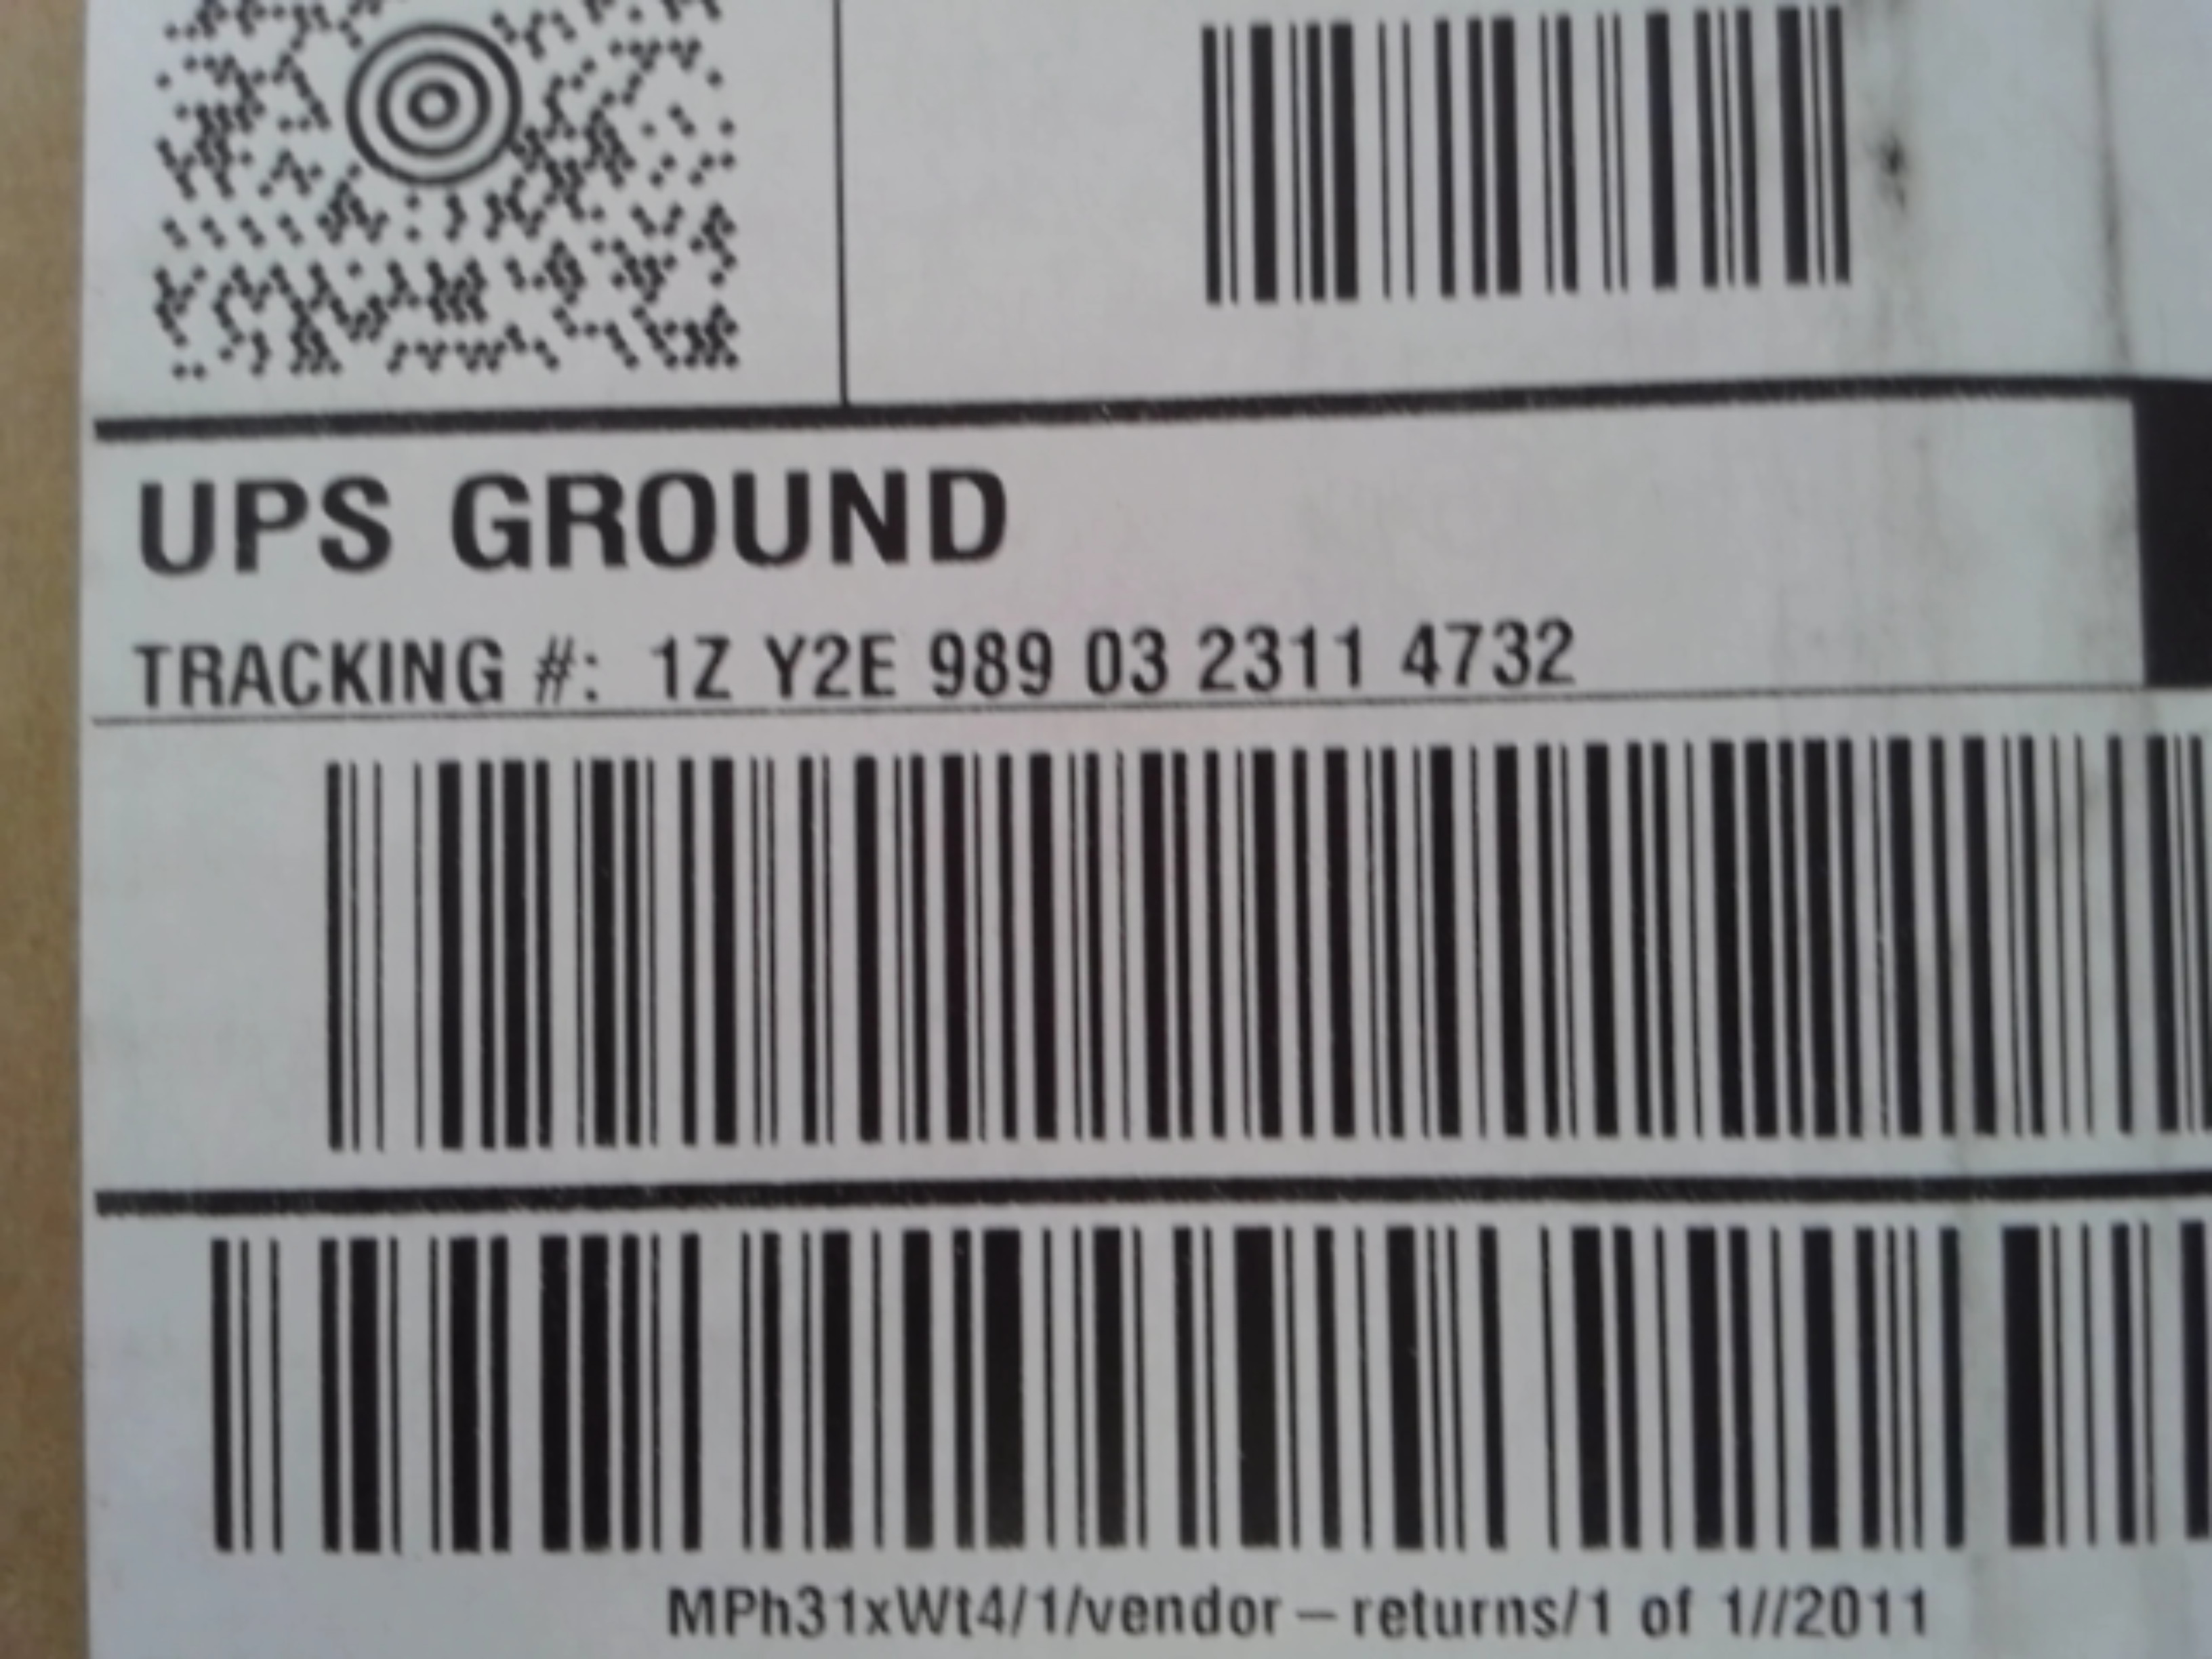 UPS GROUND
TRACKING #: 1Z Y2E 989 03 2311 4732
MPh31xWt4/1/vendor – returns/1 of 1//2011